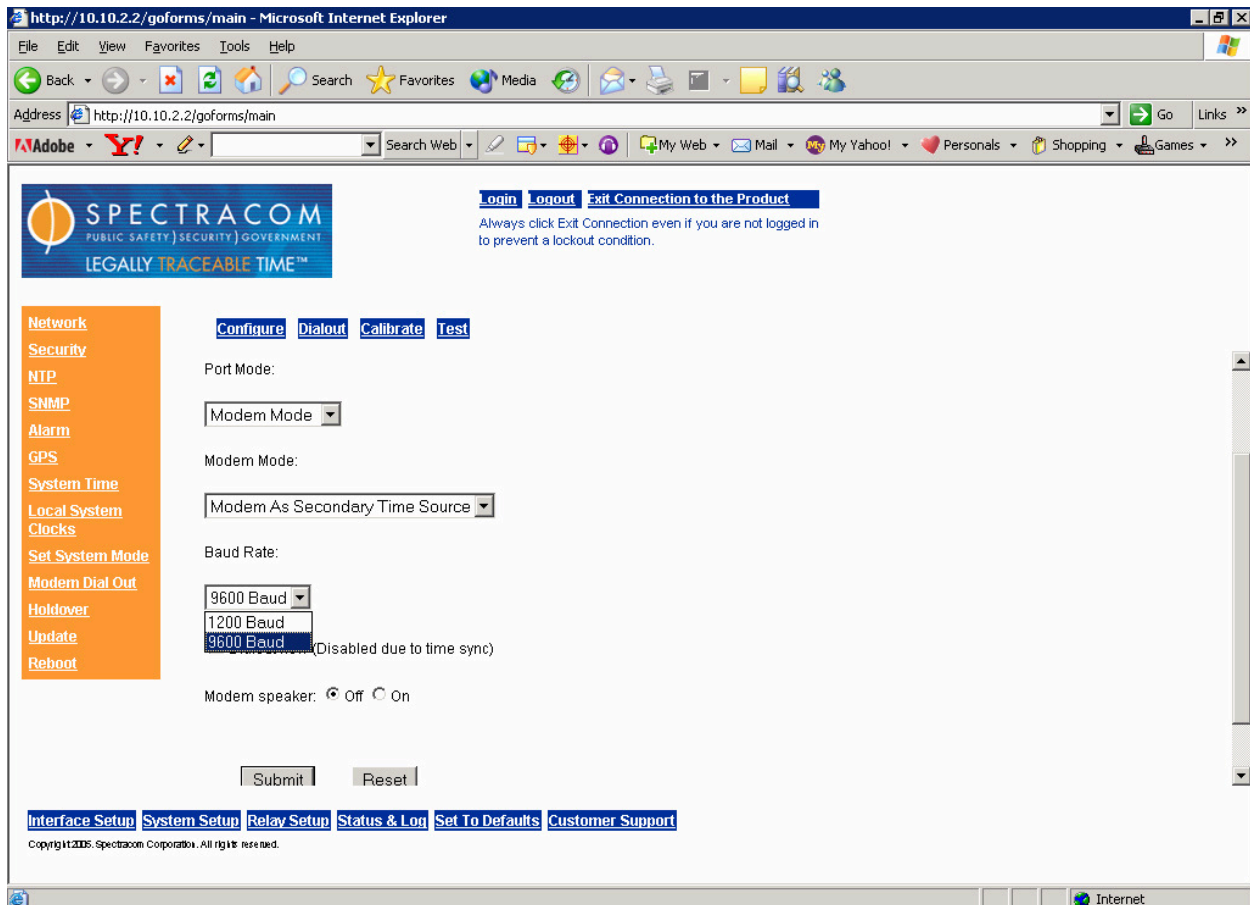 http://10.10.2.2/goforms/main - Microsoft Internet Explorer
File Edit View Favorites Tools Help
Back Search Favorites Media
Address http://10.10.2.2/goforms/main Go Links »
Adobe Y! Search Web My Web Mail My Yahoo! Personals Shopping Games »
SPECTRACOM
PUBLIC SAFETY ) SECURITY ) GOVERNMENT
LEGALLY TRACEABLE TIME™
Login Logout Exit Connection to the Product
Always click Exit Connection even if you are not logged in
to prevent a lockout condition.
Network
Security
NTP
SNMP
Alarm
GPS
System Time
Local System
Clocks
Set System Mode
Modem Dial Out
Holdover
Update
Reboot
Configure Dialout Calibrate Test
Port Mode:
Modem Mode
Modem Mode:
Modem As Secondary Time Source
Baud Rate:
9600 Baud
1200 Baud
9600 Baud
(Disabled due to time sync)
Modem speaker: Off On
Submit Reset
Interface Setup System Setup Relay Setup Status & Log Set To Defaults Customer Support
Copyright 2005. Spectracom Corporation. All rights reserved.
Internet